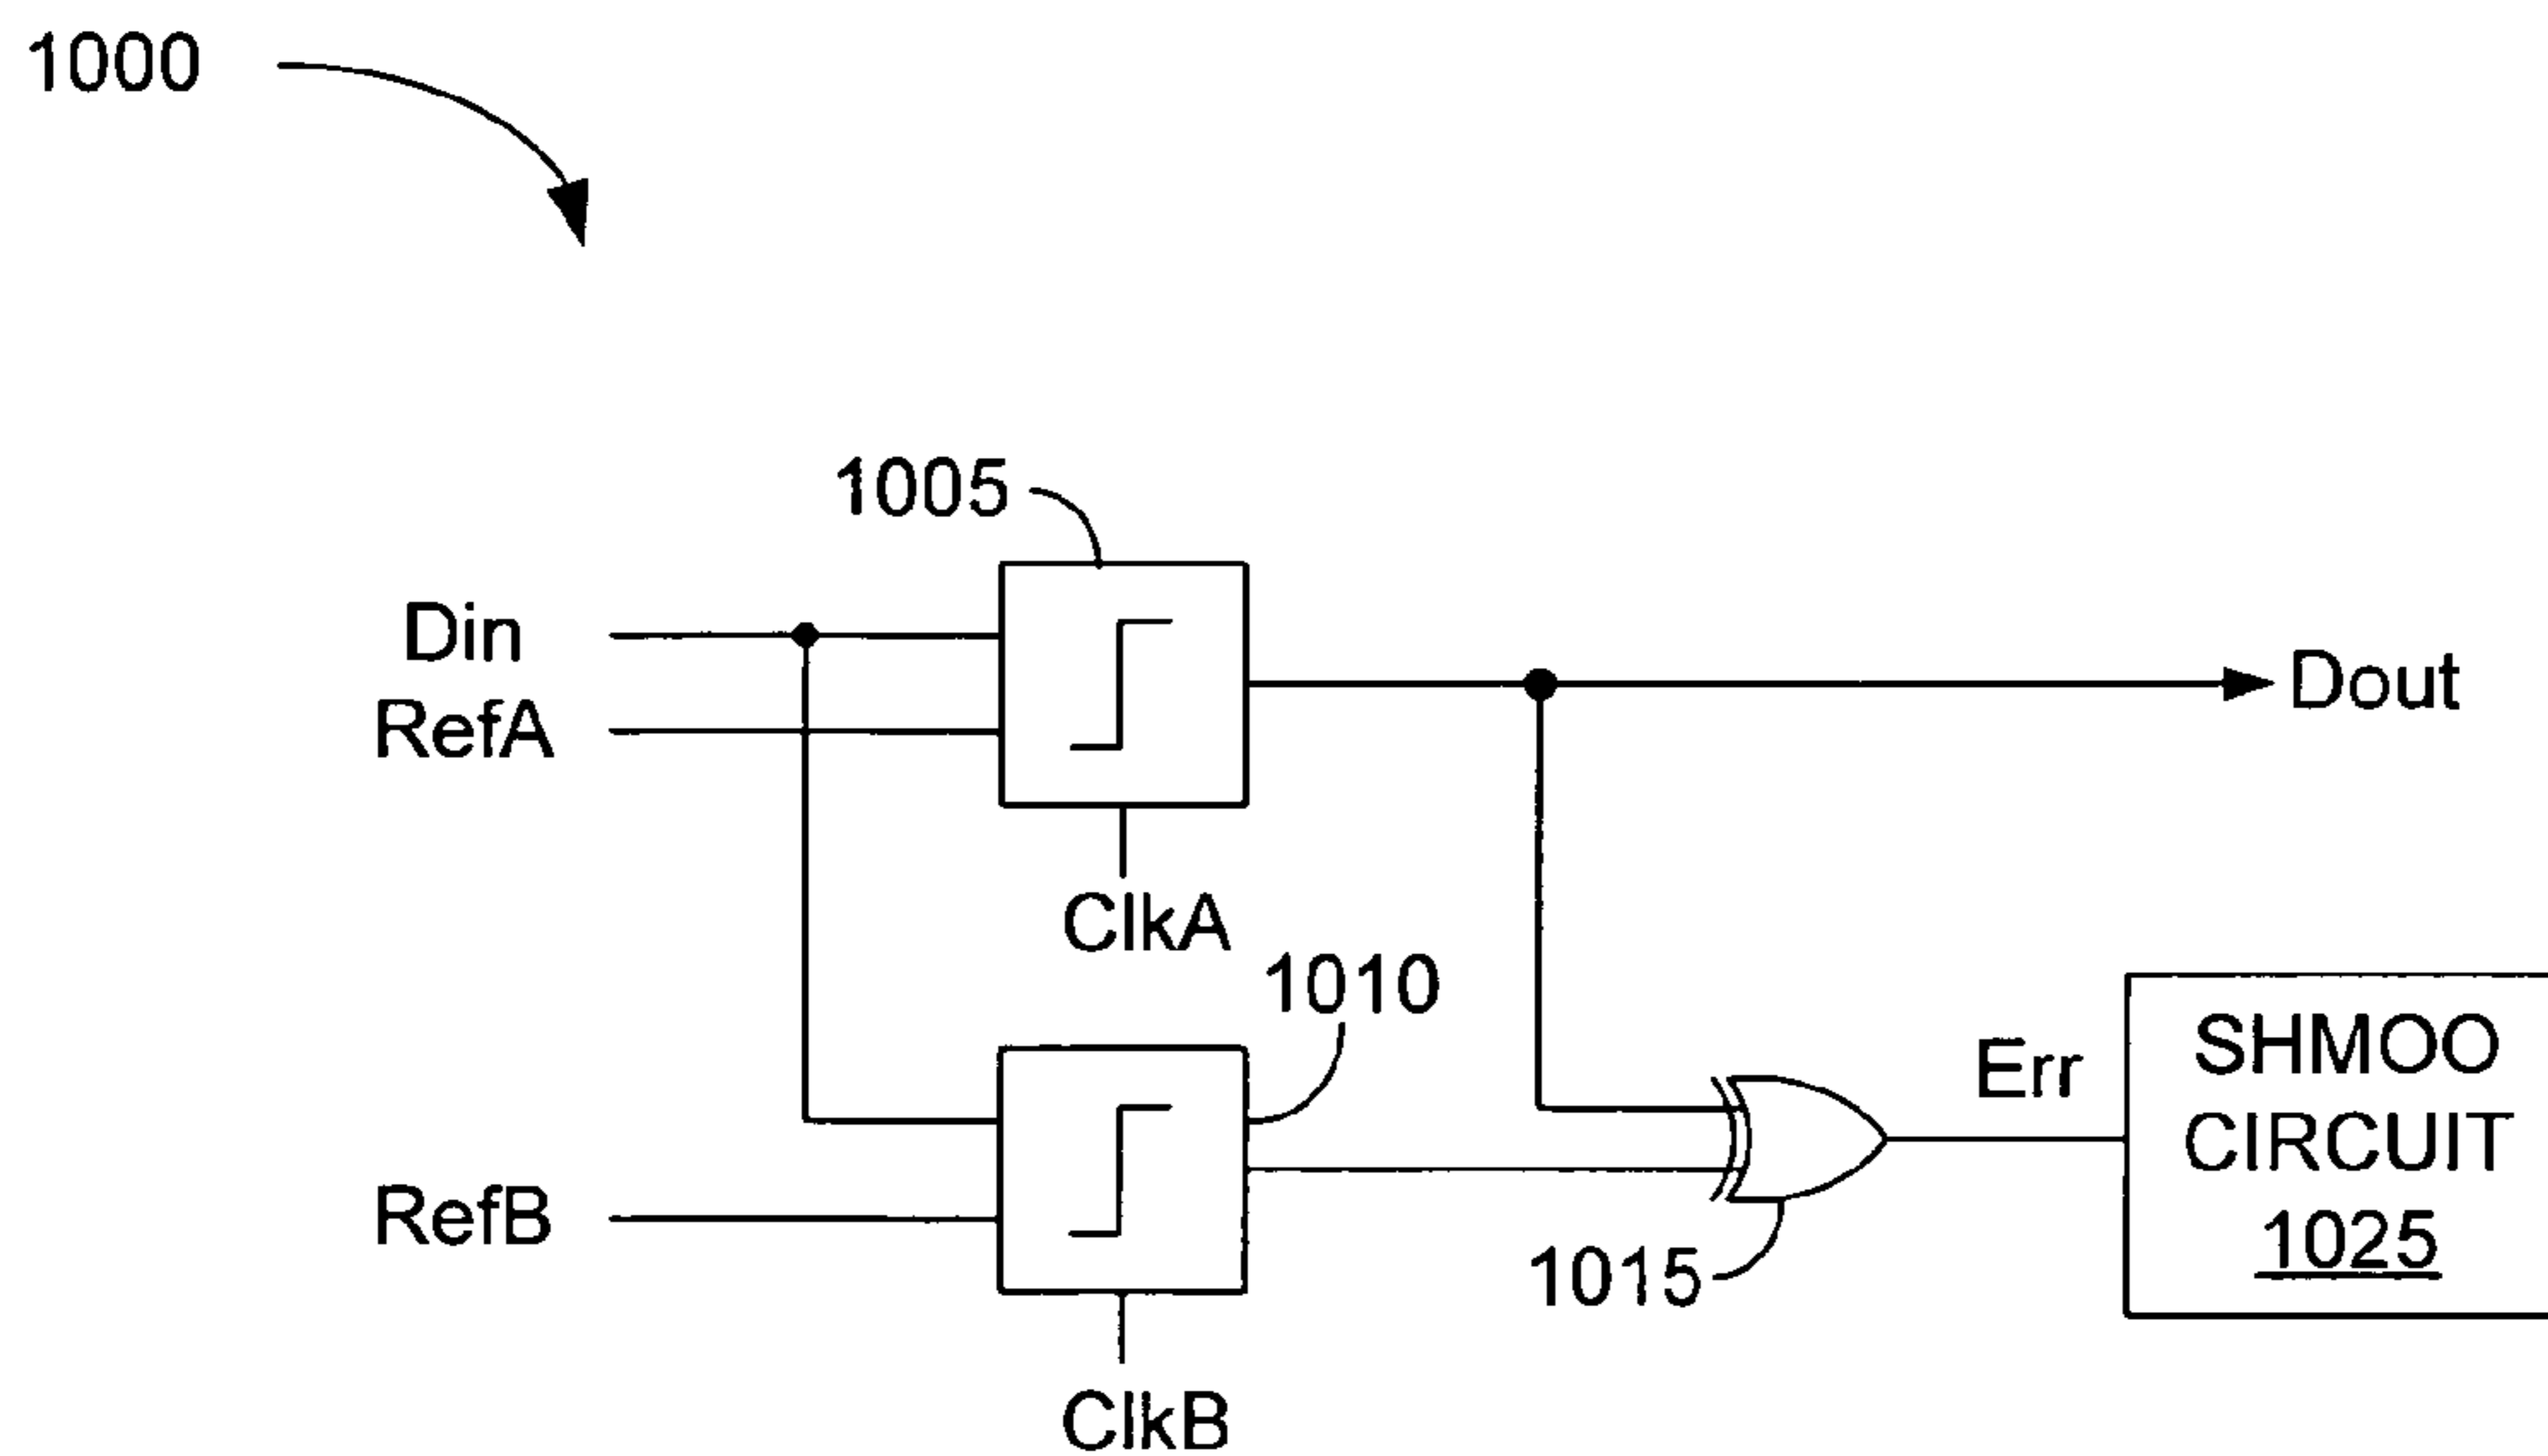 1000
1005
Din
RefA
Dout
ClkA
1010
Err
SHMOO
CIRCUIT
1025
RefB
1015
ClkB